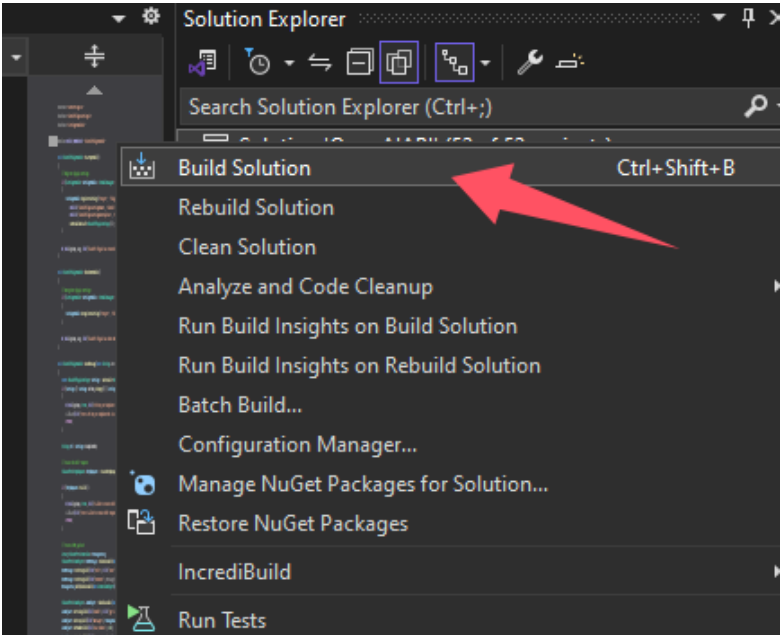 Solution Explorer
Search Solution Explorer (Ctrl+;)
Build Solution Ctrl+Shift+B
Rebuild Solution
Clean Solution
Analyze and Code Cleanup
Run Build Insights on Build Solution
Run Build Insights on Rebuild Solution
Batch Build...
Configuration Manager...
Manage NuGet Packages for Solution...
Restore NuGet Packages
IncrediBuild
Run Tests